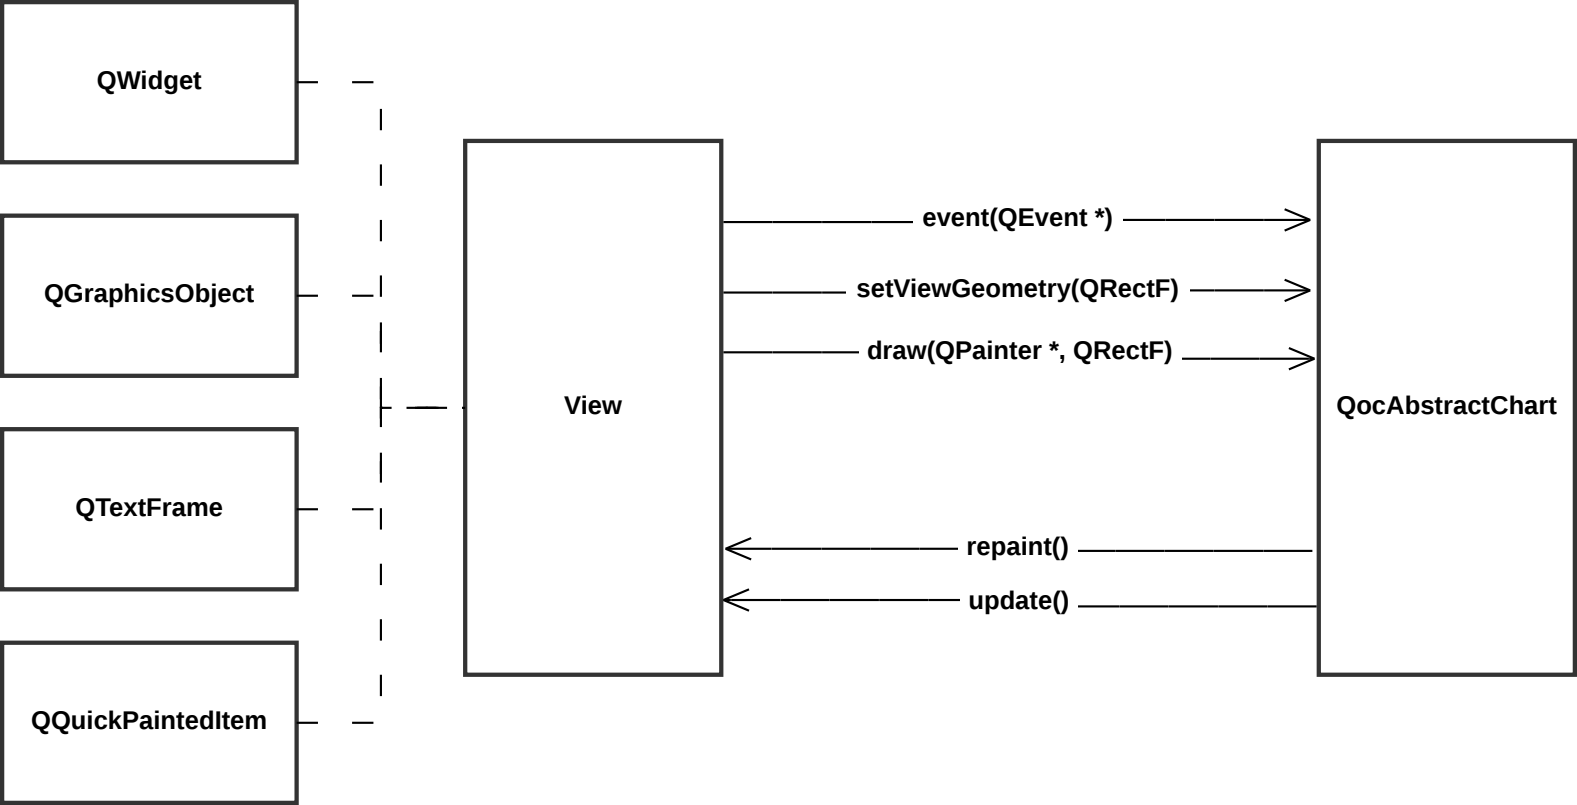 QWidget
QGraphicsObject
QTextFrame
QQuickPaintedItem
View
event(QEvent *)
setViewGeometry(QRectF)
draw(QPainter *, QRectF)
repaint()
update()
QocAbstractChart